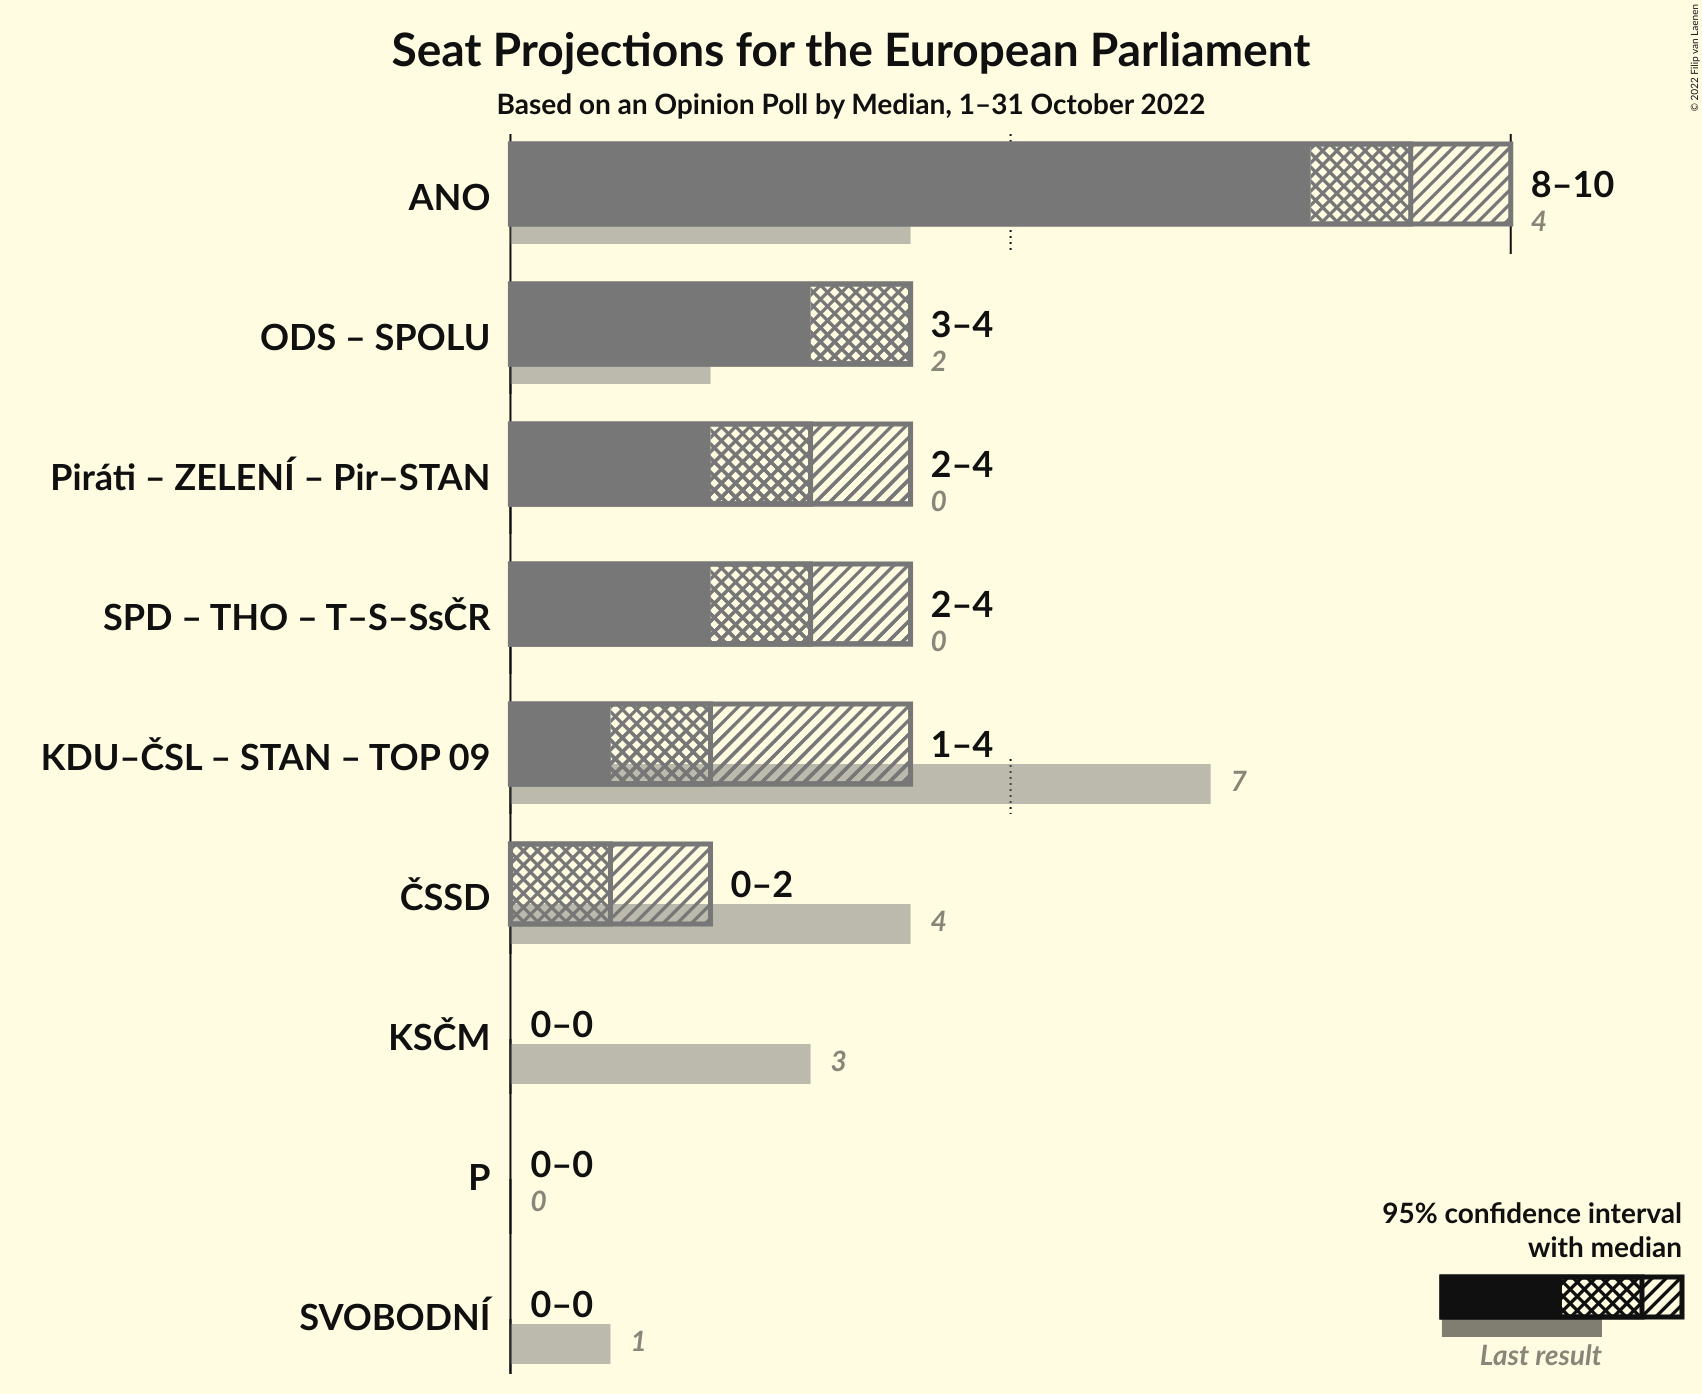 Seat Projections for the European Parliament
Based on an Opinion Poll by Median, 1–31 October 2022
© 2022 Filip van Laenen
ANO
8–10
4
ODS – SPOLU
3–4
2
Piráti – ZELENÍ – Pir–STAN
2–4
0
SPD – THO – T–S–SsČR
2–4
0
KDU–ČSL – STAN – TOP 09
1–4
7
ČSSD
0–2
4
KSČM
0–0
3
P
0–0
0
SVOBODNÍ
0–0
1
95% confidence interval
with median
Last result